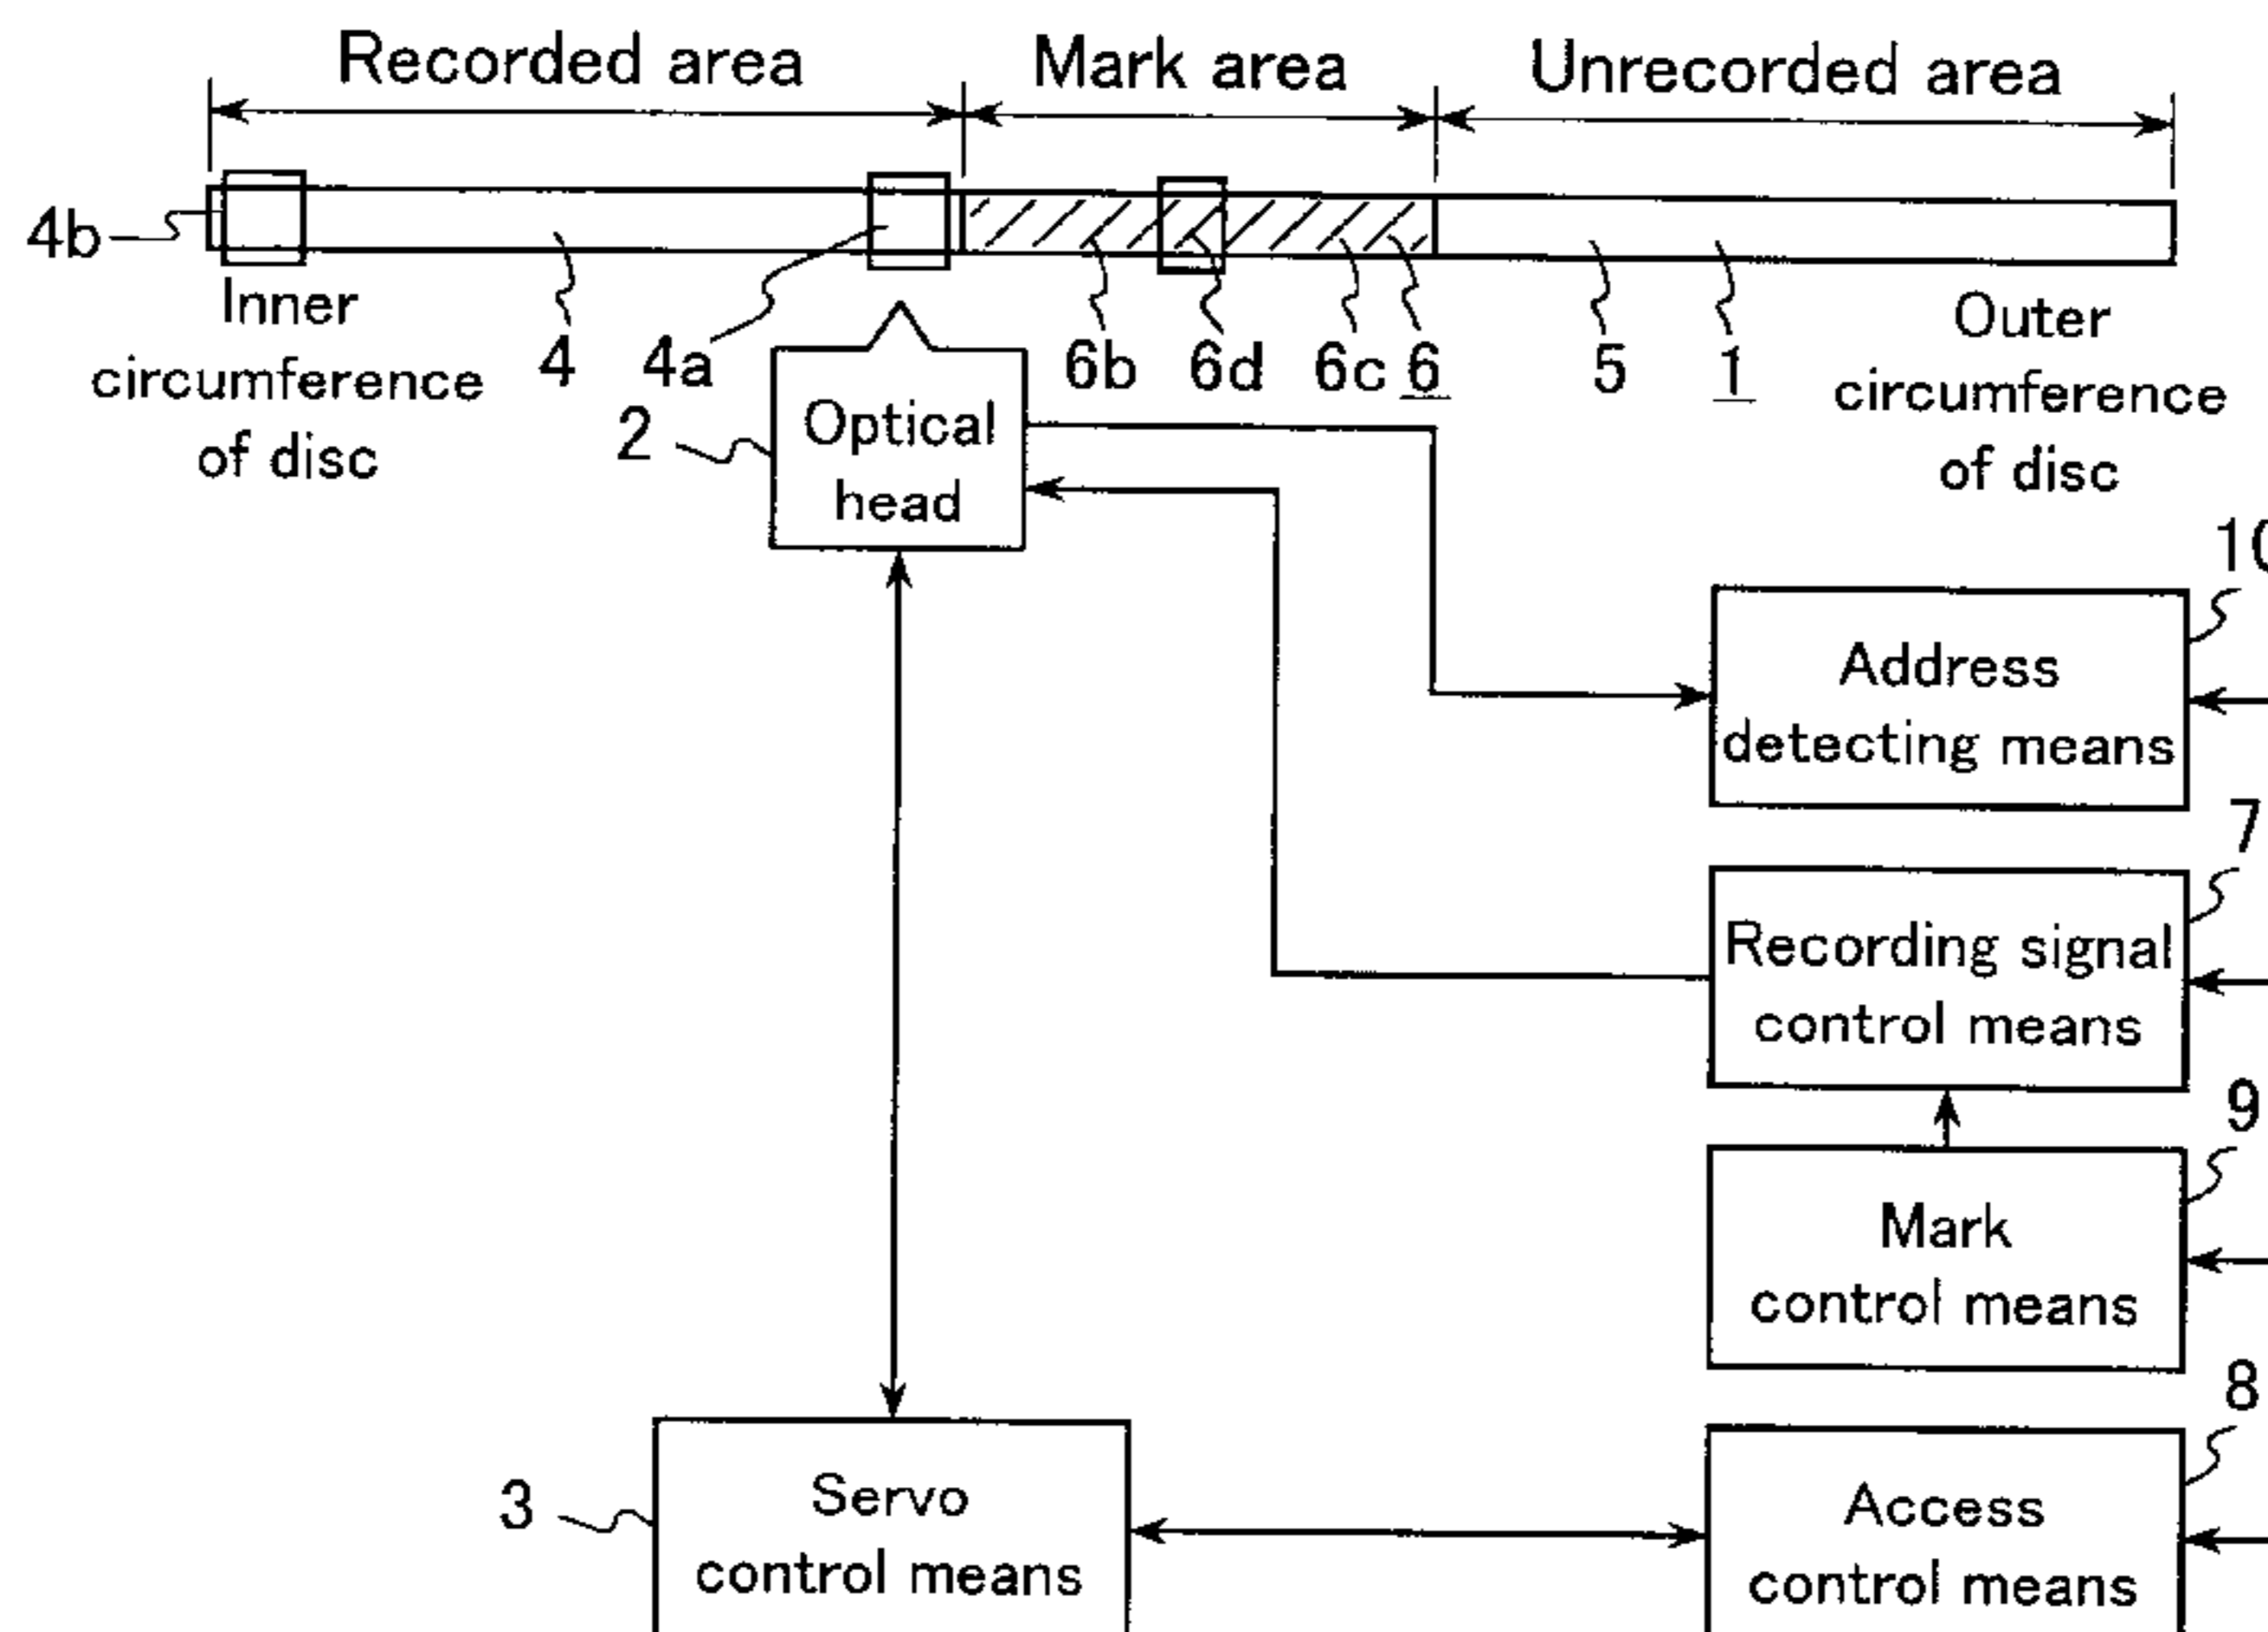 Recorded area Mark area Unrecorded area
4b
Inner
circumference
of disc
4 4a 6b 6d 6c 6 5 1
Outer
circumference
of disc
2
Optical
head
10
Address
detecting means
7
Recording signal
control means
9
Mark
control means
8
3
Servo
control means
Access
control means